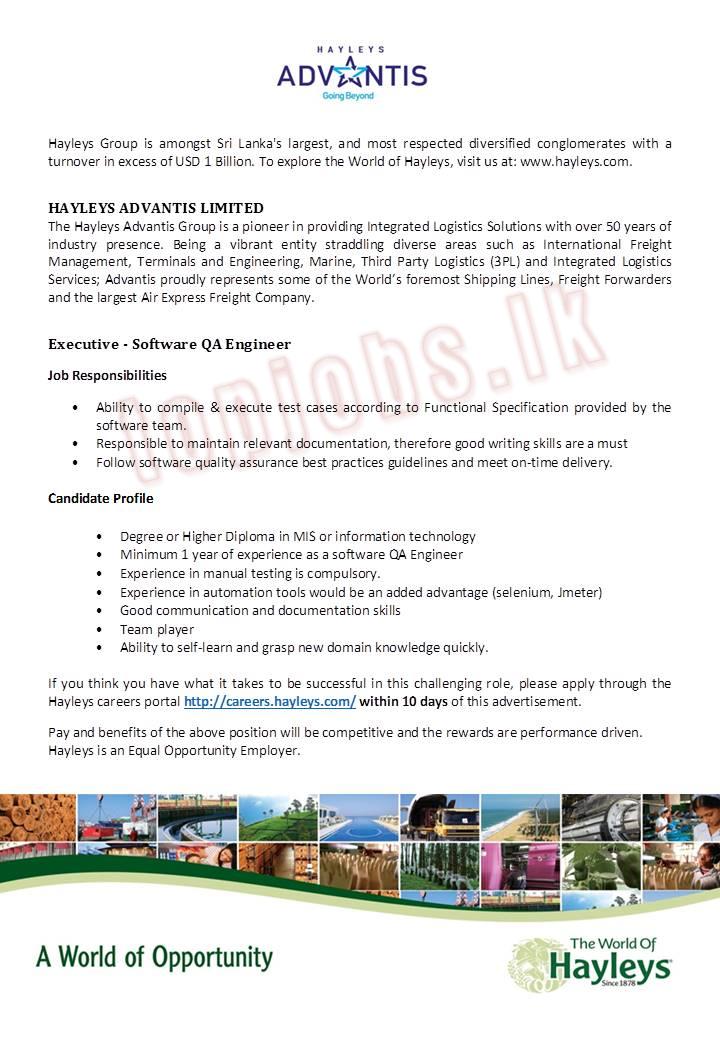 HAYLEYS
ADVANTIS
Going Beyond
Hayleys Group is amongst Sri Lanka's largest, and most respected diversified conglomerates with a
turnover in excess of USD 1 Billion. To explore the World of Hayleys, visit us at: www.hayleys.com.
HAYLEYS ADVANTIS LIMITED
The Hayleys Advantis Group is a pioneer in providing Integrated Logistics Solutions with over 50 years of
industry presence. Being a vibrant entity straddling diverse areas such as International Freight
Management, Terminals and Engineering, Marine, Third Party Logistics (3PL) and Integrated Logistics
Services; Advantis proudly represents some of the World’s foremost Shipping Lines, Freight Forwarders
and the largest Air Express Freight Company.
Executive - Software QA Engineer
Job Responsibilities
• Ability to compile & execute test cases according to Functional Specification provided by the
software team.
• Responsible to maintain relevant documentation, therefore good writing skills are a must
• Follow software quality assurance best practices guidelines and meet on-time delivery.
topjobs.lk
Candidate Profile
• Degree or Higher Diploma in MIS or information technology
• Minimum 1 year of experience as a software QA Engineer
• Experience in manual testing is compulsory.
• Experience in automation tools would be an added advantage (selenium, Jmeter)
• Good communication and documentation skills
• Team player
• Ability to self-learn and grasp new domain knowledge quickly.
If you think you have what it takes to be successful in this challenging role, please apply through the
Hayleys careers portal http://careers.hayleys.com/ within 10 days of this advertisement.
Pay and benefits of the above position will be competitive and the rewards are performance driven.
Hayleys is an Equal Opportunity Employer.
A World of Opportunity
The World Of
Hayleys
Since 1878